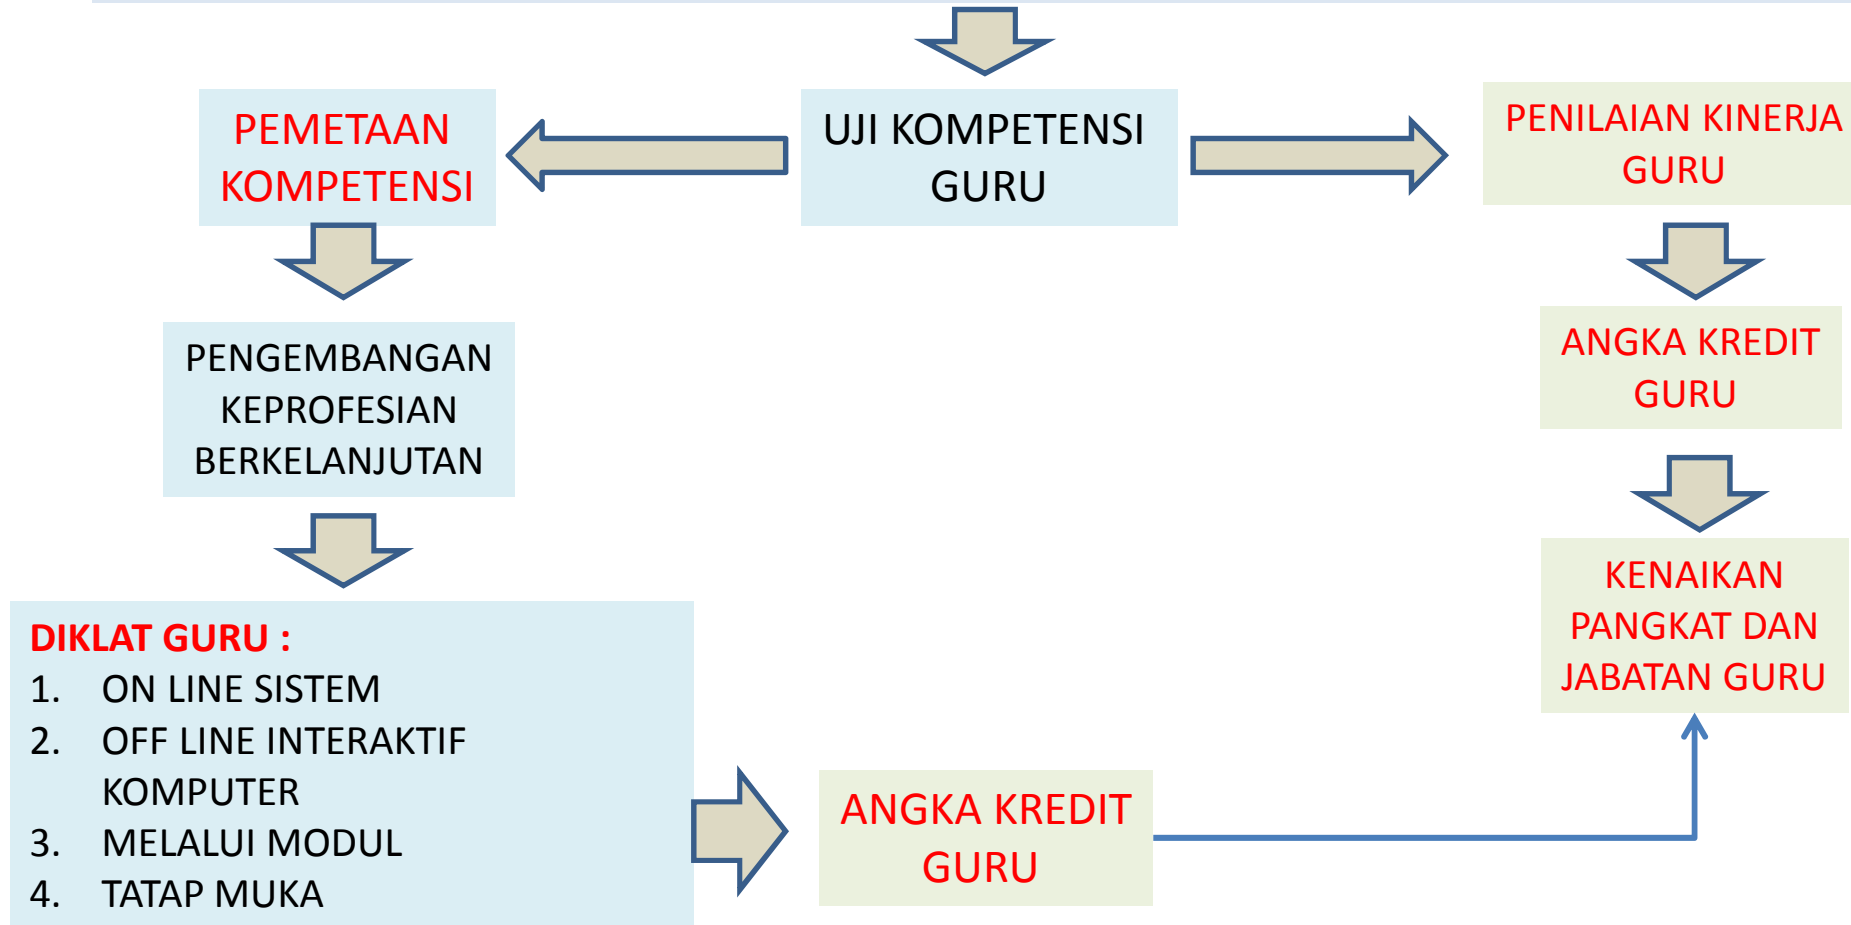 PEMETAAN
KOMPETENSI
UJI KOMPETENSI
GURU
PENILAIAN KINERJA
GURU
PENGEMBANGAN
KEPROFESIAN
BERKELANJUTAN
ANGKA KREDIT
GURU
KENAIKAN
PANGKAT DAN
JABATAN GURU
DIKLAT GURU :
1. ON LINE SISTEM
2. OFF LINE INTERAKTIF
KOMPUTER
3. MELALUI MODUL
4. TATAP MUKA
ANGKA KREDIT
GURU